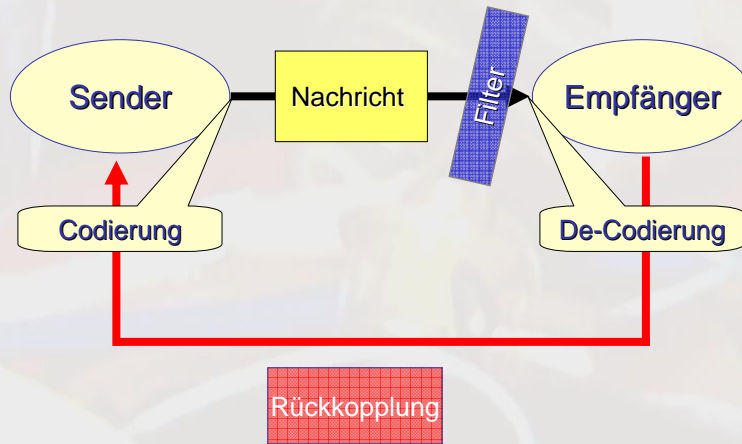 Sender
Nachricht
Filter
Empfänger
Codierung
De-Codierung
Rückkopplung